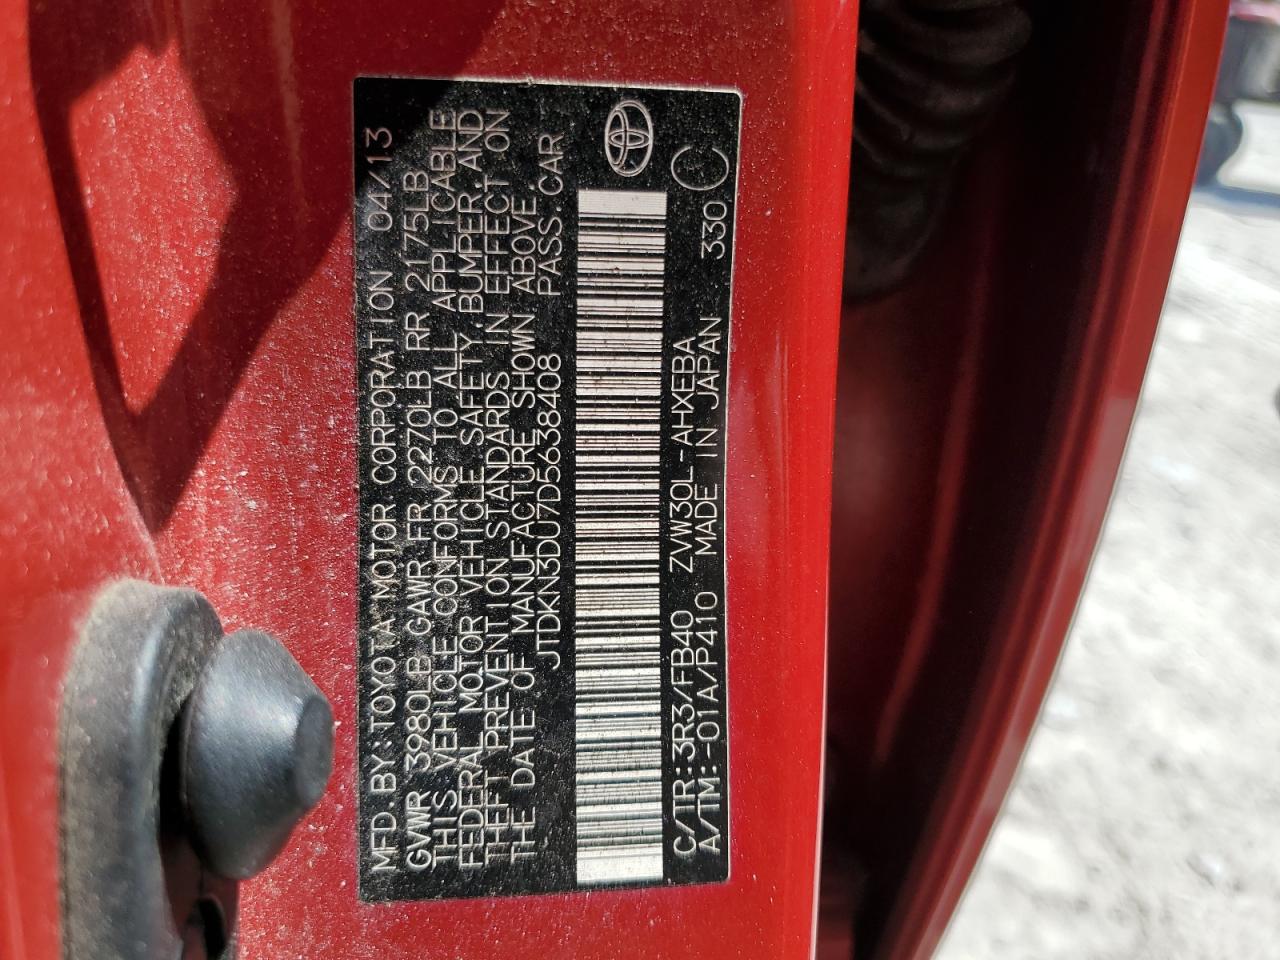 MFD. BY: TOYOTA MOTOR CORPORATION 04/13
GVWR 3980LB GAWR FR 2270LB RR 2175LB
THIS VEHICLE CONFORMS TO ALL APPLICABLE
FEDERAL MOTOR VEHICLE SAFETY, BUMPER, AND
THEFT PREVENTION STANDARDS IN EFFECT ON
THE DATE OF MANUFACTURE SHOWN ABOVE.
JTDKN3DU7D5638408 PASS. CAR
C/TR: 3R3/FB40 ZVW30L-AHXEBA
A/TM: -01A/P410 MADE IN JAPAN 330 C